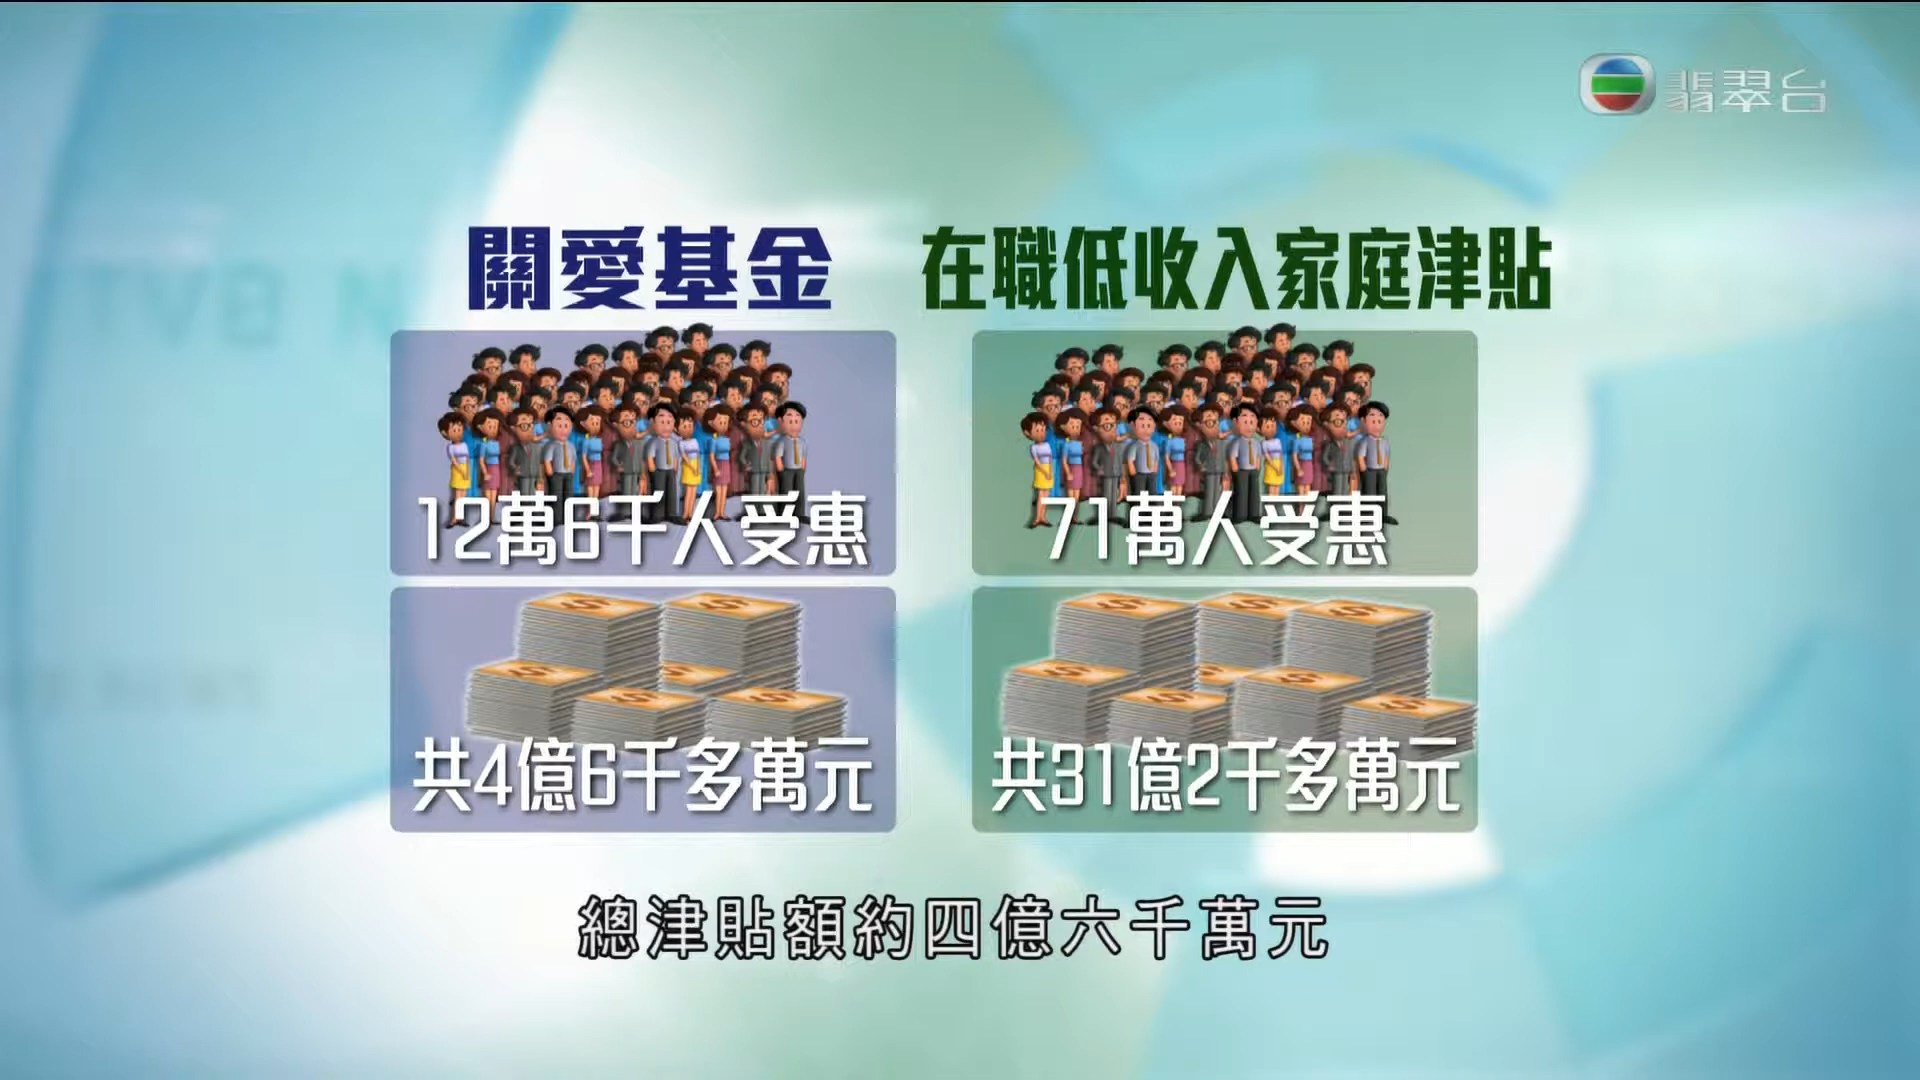 翡翠台
關愛基金
在職低收入家庭津貼
12萬6千人受惠
71萬人受惠
共4億6千多萬元
共31億2千多萬元
總津貼額約四億六千萬元
TVB N